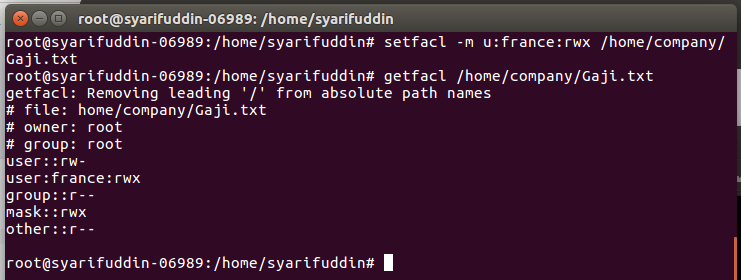 root@syarifuddin-06989: /home/syarifuddin
root@syarifuddin-06989:/home/syarifuddin# setfacl -m u:france:rwx /home/company/
Gaji.txt
root@syarifuddin-06989:/home/syarifuddin# getfacl /home/company/Gaji.txt
getfacl: Removing leading '/' from absolute path names
# file: home/company/Gaji.txt
# owner: root
# group: root
user::rw-
user:france:rwx
group::r--
mask::rwx
other::r--
root@syarifuddin-06989:/home/syarifuddin#